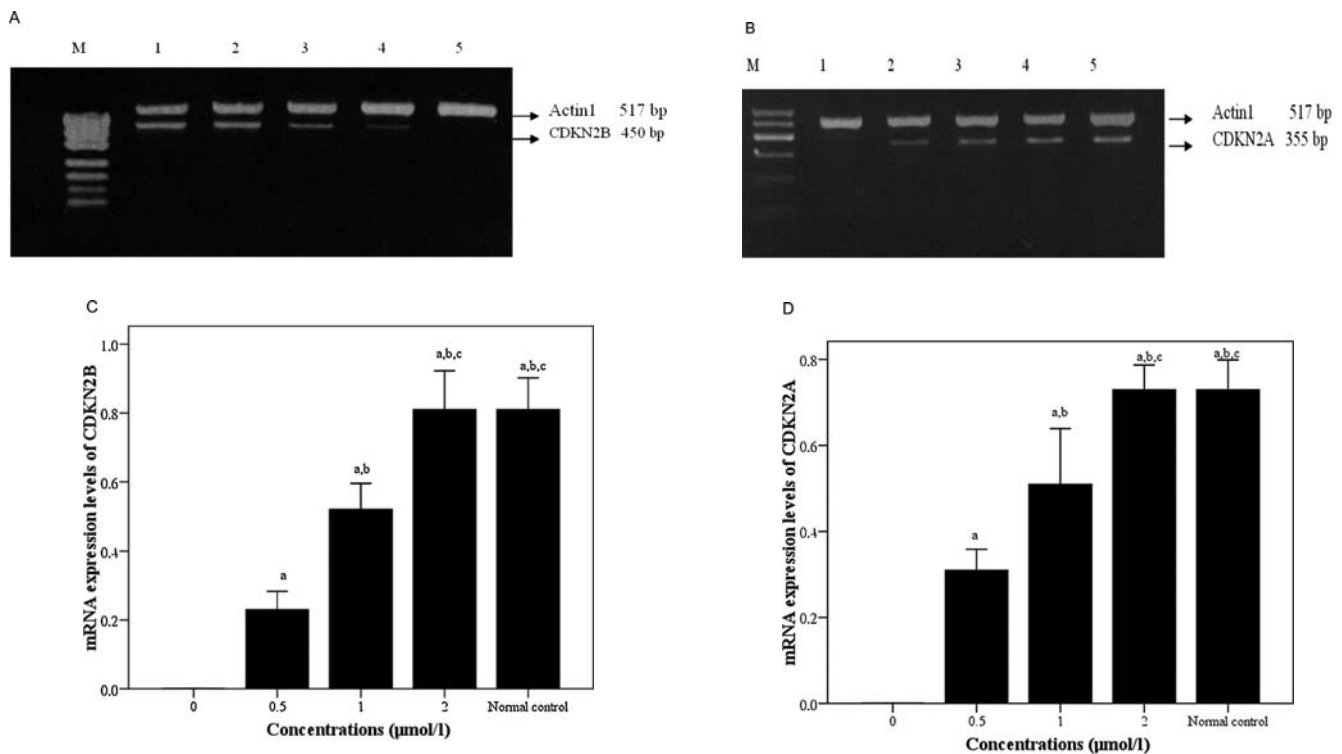 A
M 1 2 3 4 5
Actin1 517 bp
CDKN2B 450 bp
B
M 1 2 3 4 5
Actin1 517 bp
CDKN2A 355 bp
C
mRNA expression levels of CDKN2B
1.0
0.8
0.6
0.4
0.2
0.0
a
a,b
a,b,c
a,b,c
0 0.5 1 2 Normal control
Concentrations (µmol/l)
D
mRNA expression levels of CDKN2A
0.8
0.6
0.4
0.2
0.0
a
a,b
a,b,c
a,b,c
0 0.5 1 2 Normal control
Concentrations (µmol/l)